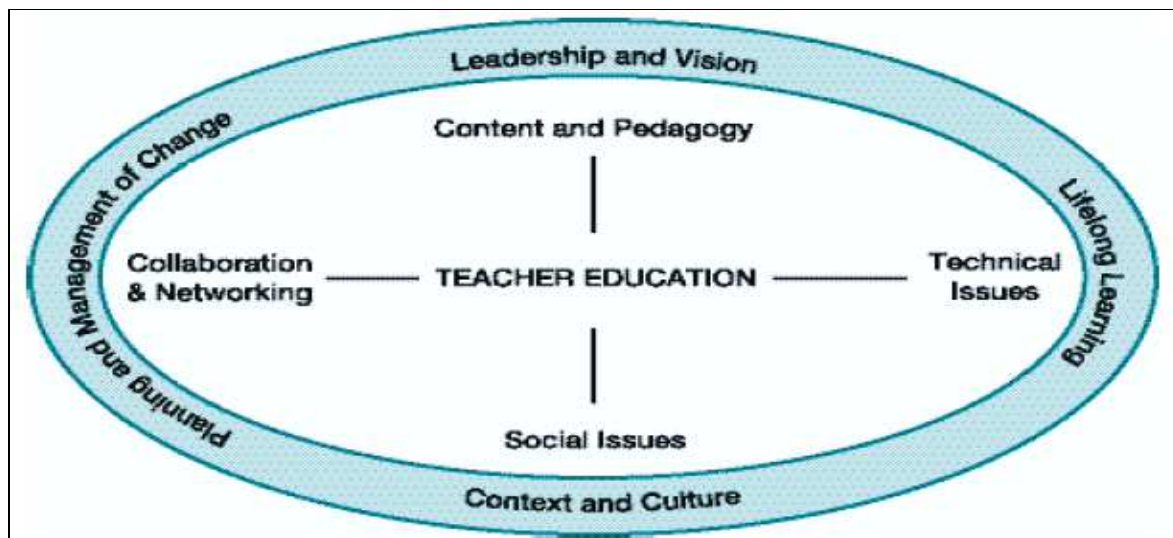 Leadership and Vision
Content and Pedagogy
Planning and Management of Change
Collaboration
& Networking
TEACHER EDUCATION
Technical
Issues
Lifelong Learning
Social Issues
Context and Culture